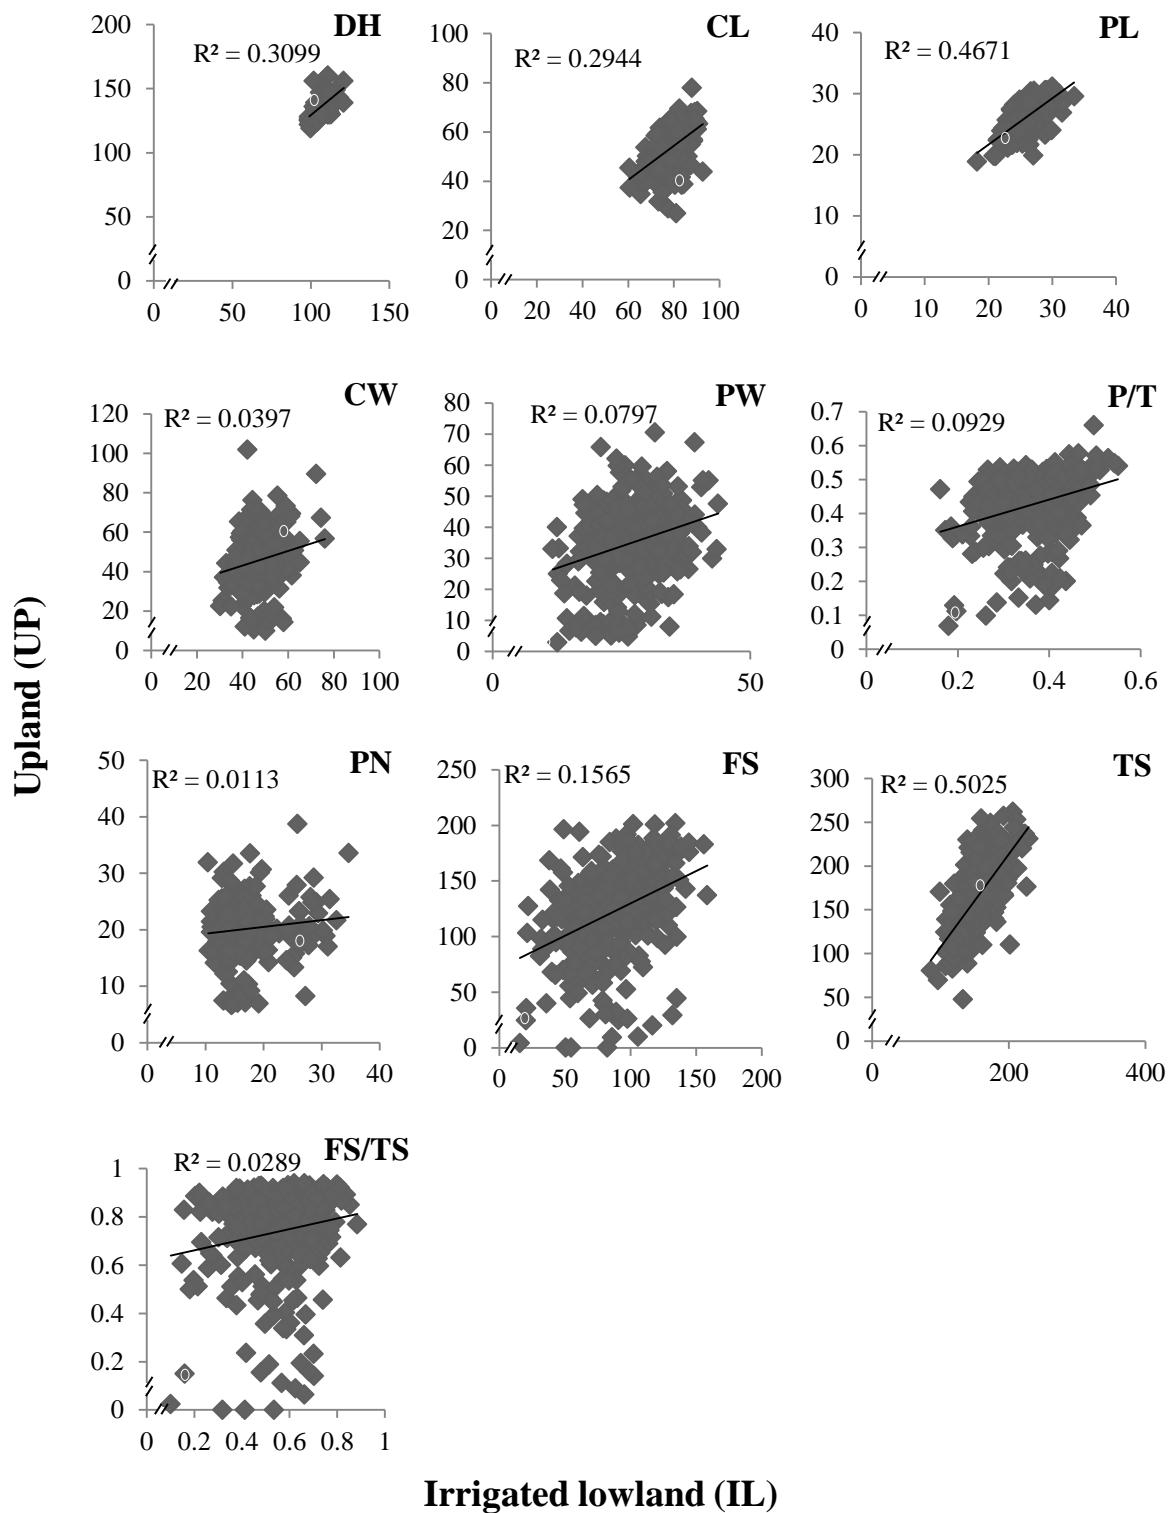 DH
R² = 0.3099
200
150
100
50
0
0 50 100 150
CL
R² = 0.2944
100
80
60
40
20
0
0 20 40 60 80 100
PL
R² = 0.4671
40
30
20
10
0
0 10 20 30 40
CW
R² = 0.0397
120
100
80
60
40
20
0
0 20 40 60 80 100
PW
R² = 0.0797
80
70
60
50
40
30
20
10
0
0 50
P/T
R² = 0.0929
0.7
0.6
0.5
0.4
0.3
0.2
0.1
0
0 0.2 0.4 0.6
PN
R² = 0.0113
50
40
30
20
10
0
0 10 20 30 40
FS
R² = 0.1565
250
200
150
100
50
0
0 50 100 150 200
TS
R² = 0.5025
300
250
200
150
100
50
0
0 200 400
FS/TS
R² = 0.0289
1
0.8
0.6
0.4
0.2
0
0 0.2 0.4 0.6 0.8 1
Upland (UP)
Irrigated lowland (IL)